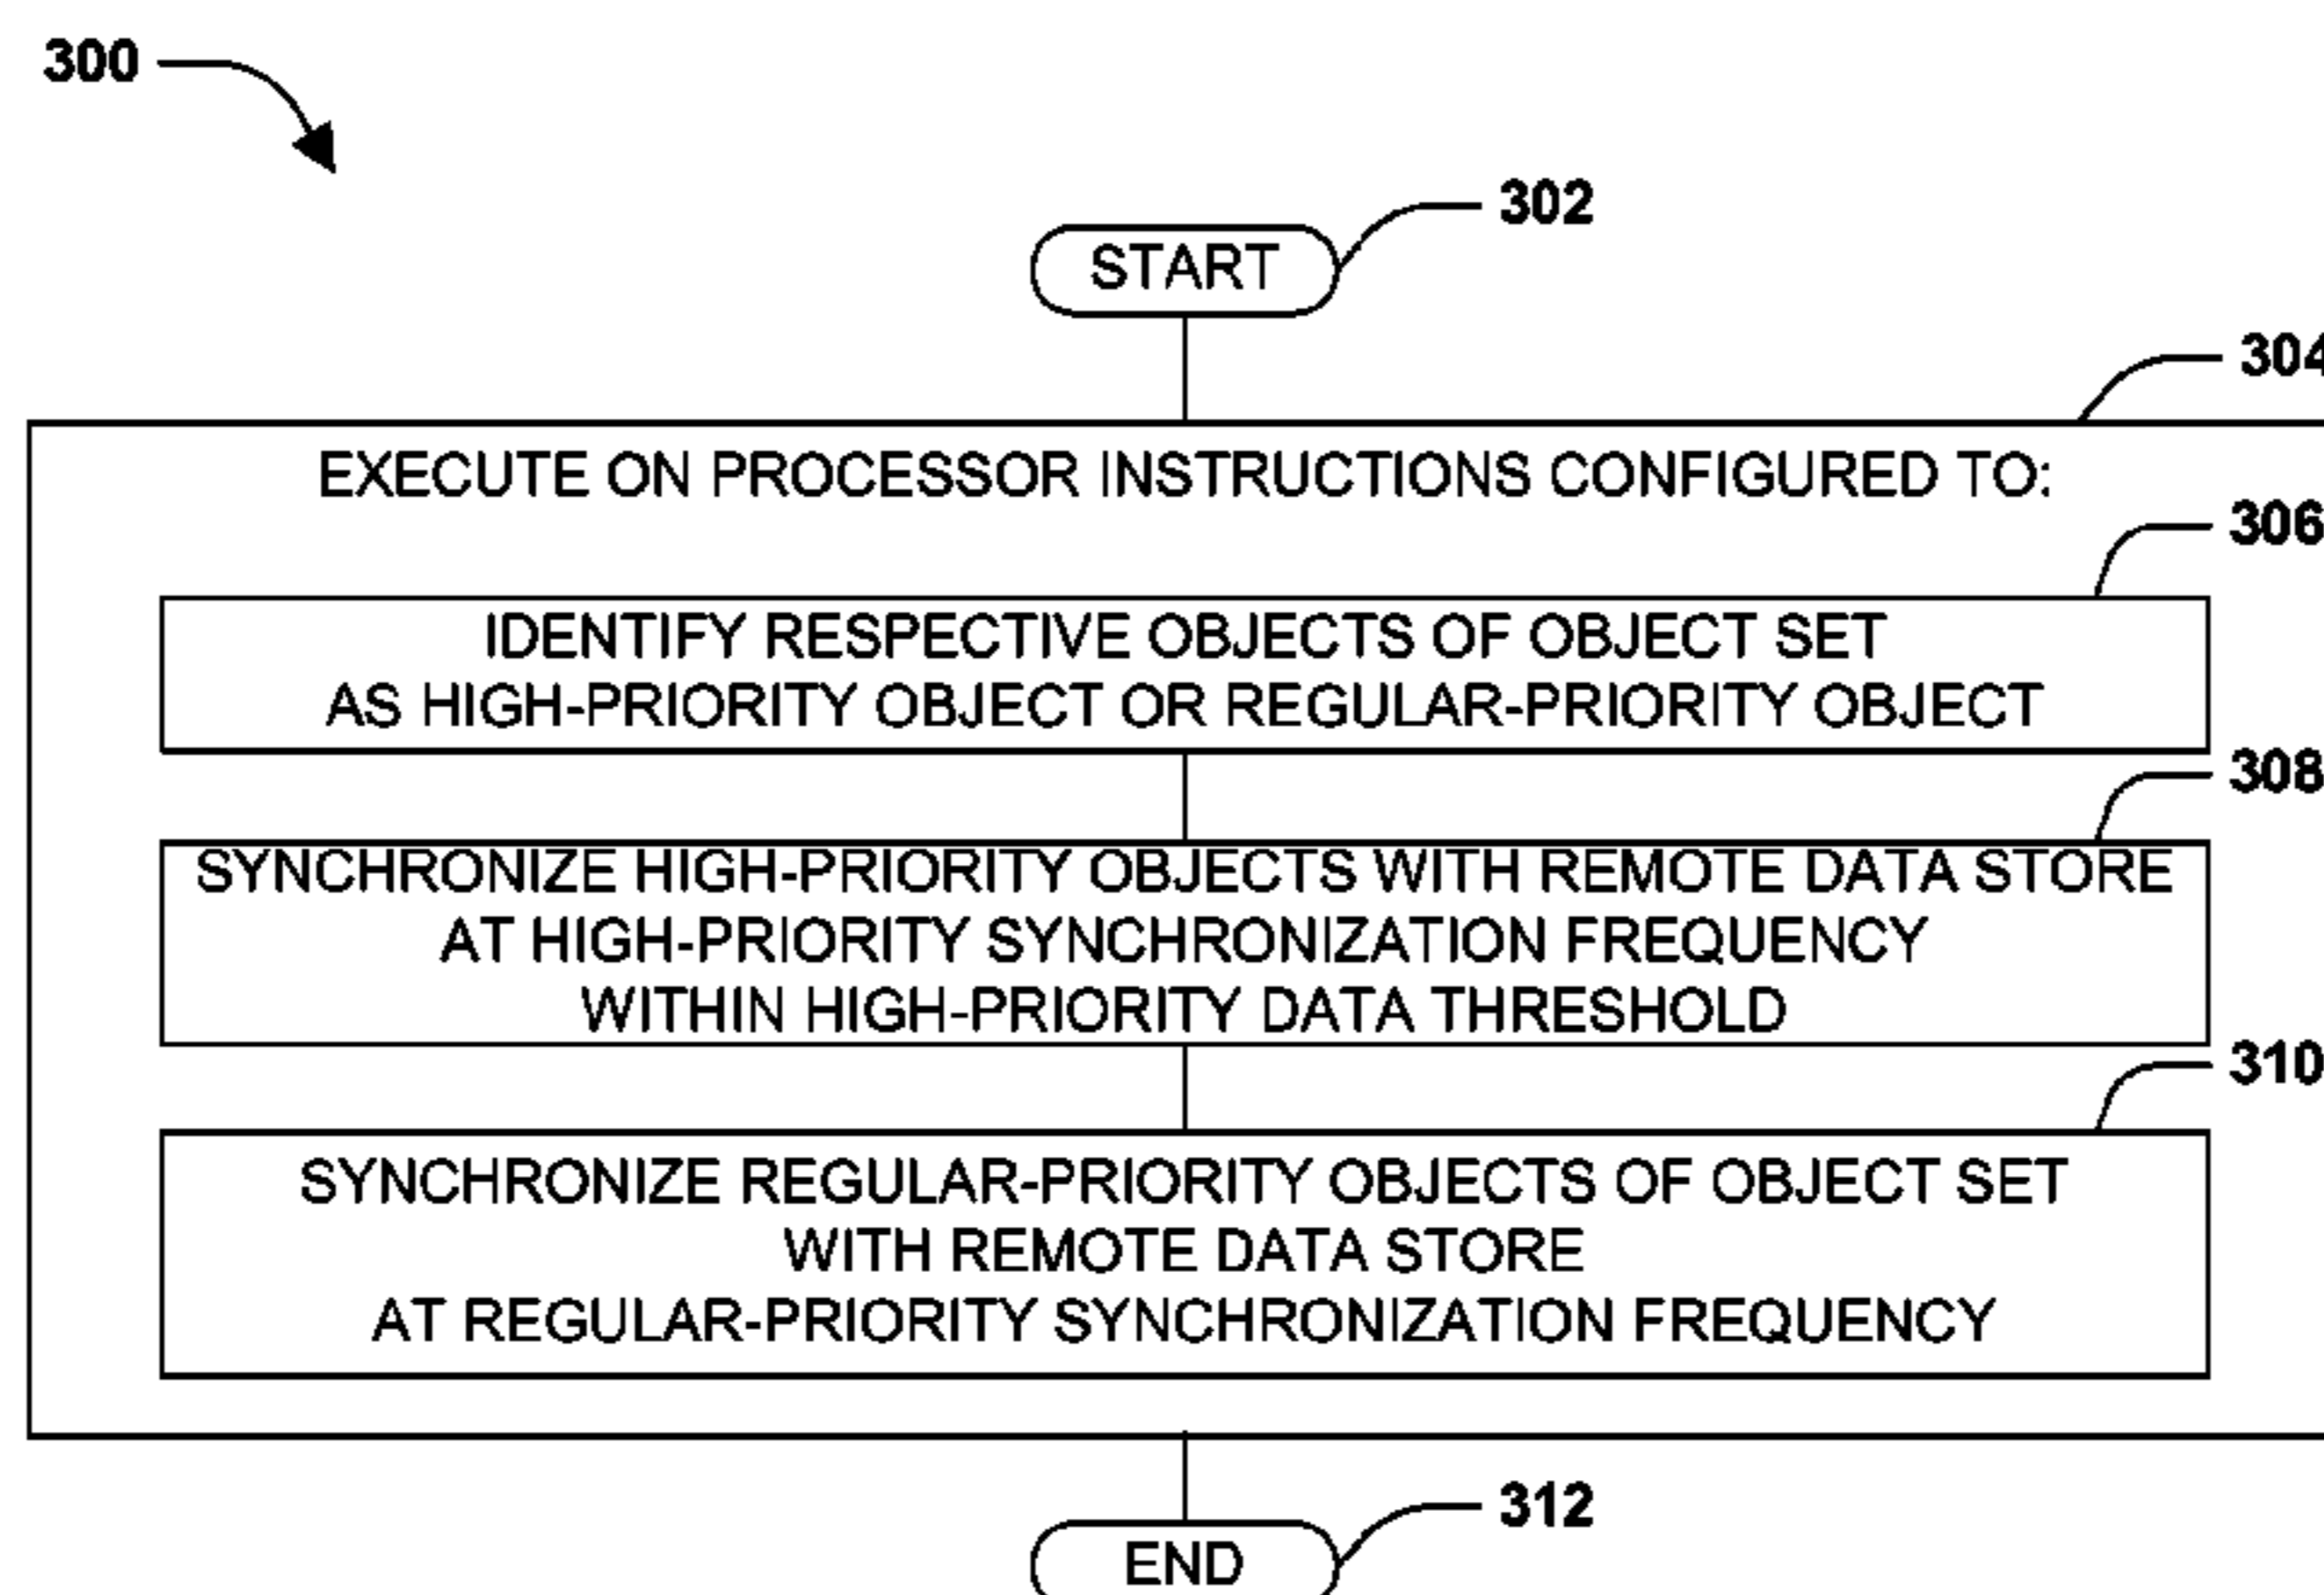 300
302
START
304
EXECUTE ON PROCESSOR INSTRUCTIONS CONFIGURED TO:
306
IDENTIFY RESPECTIVE OBJECTS OF OBJECT SET
AS HIGH-PRIORITY OBJECT OR REGULAR-PRIORITY OBJECT
308
SYNCHRONIZE HIGH-PRIORITY OBJECTS WITH REMOTE DATA STORE
AT HIGH-PRIORITY SYNCHRONIZATION FREQUENCY
WITHIN HIGH-PRIORITY DATA THRESHOLD
310
SYNCHRONIZE REGULAR-PRIORITY OBJECTS OF OBJECT SET
WITH REMOTE DATA STORE
AT REGULAR-PRIORITY SYNCHRONIZATION FREQUENCY
312
END